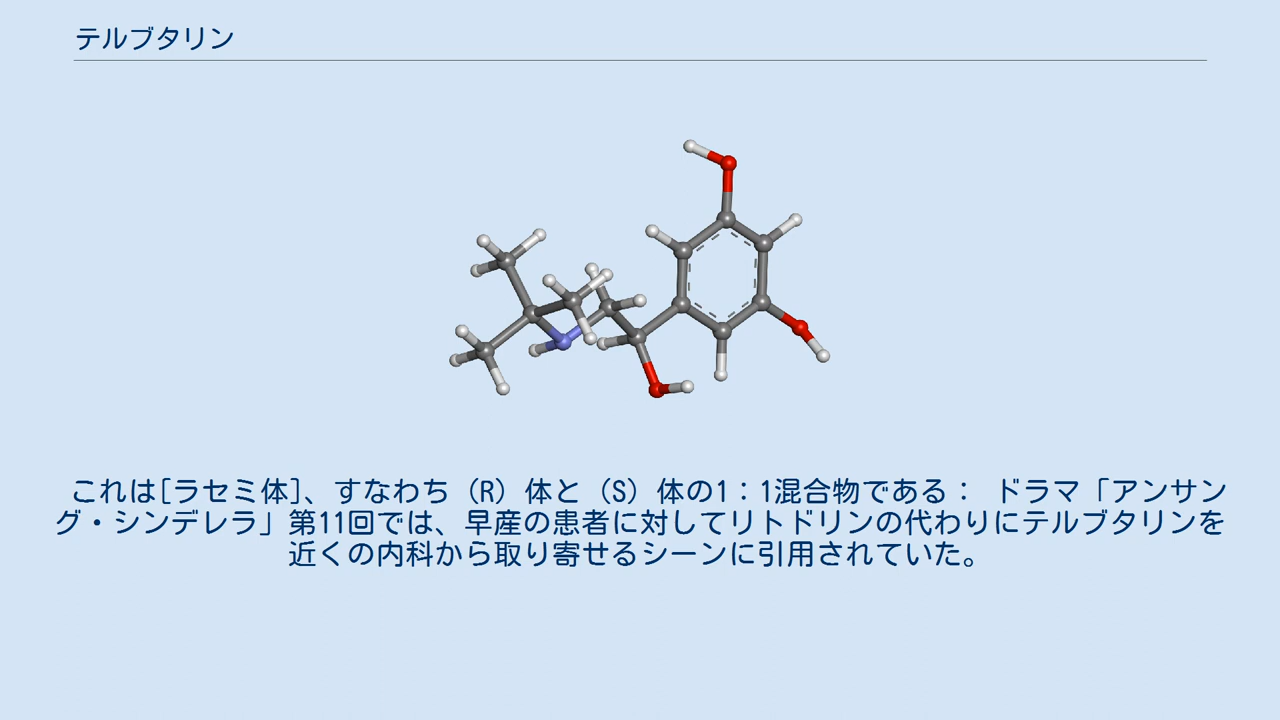 テルブタリン
これは[ラセミ体]、すなわち（R）体と（S）体の1：1混合物である： ドラマ「アンサン
グ・シンデレラ」第11回では、早産の患者に対してリトドリンの代わりにテルブタリンを
近くの内科から取り寄せるシーンに引用されていた。